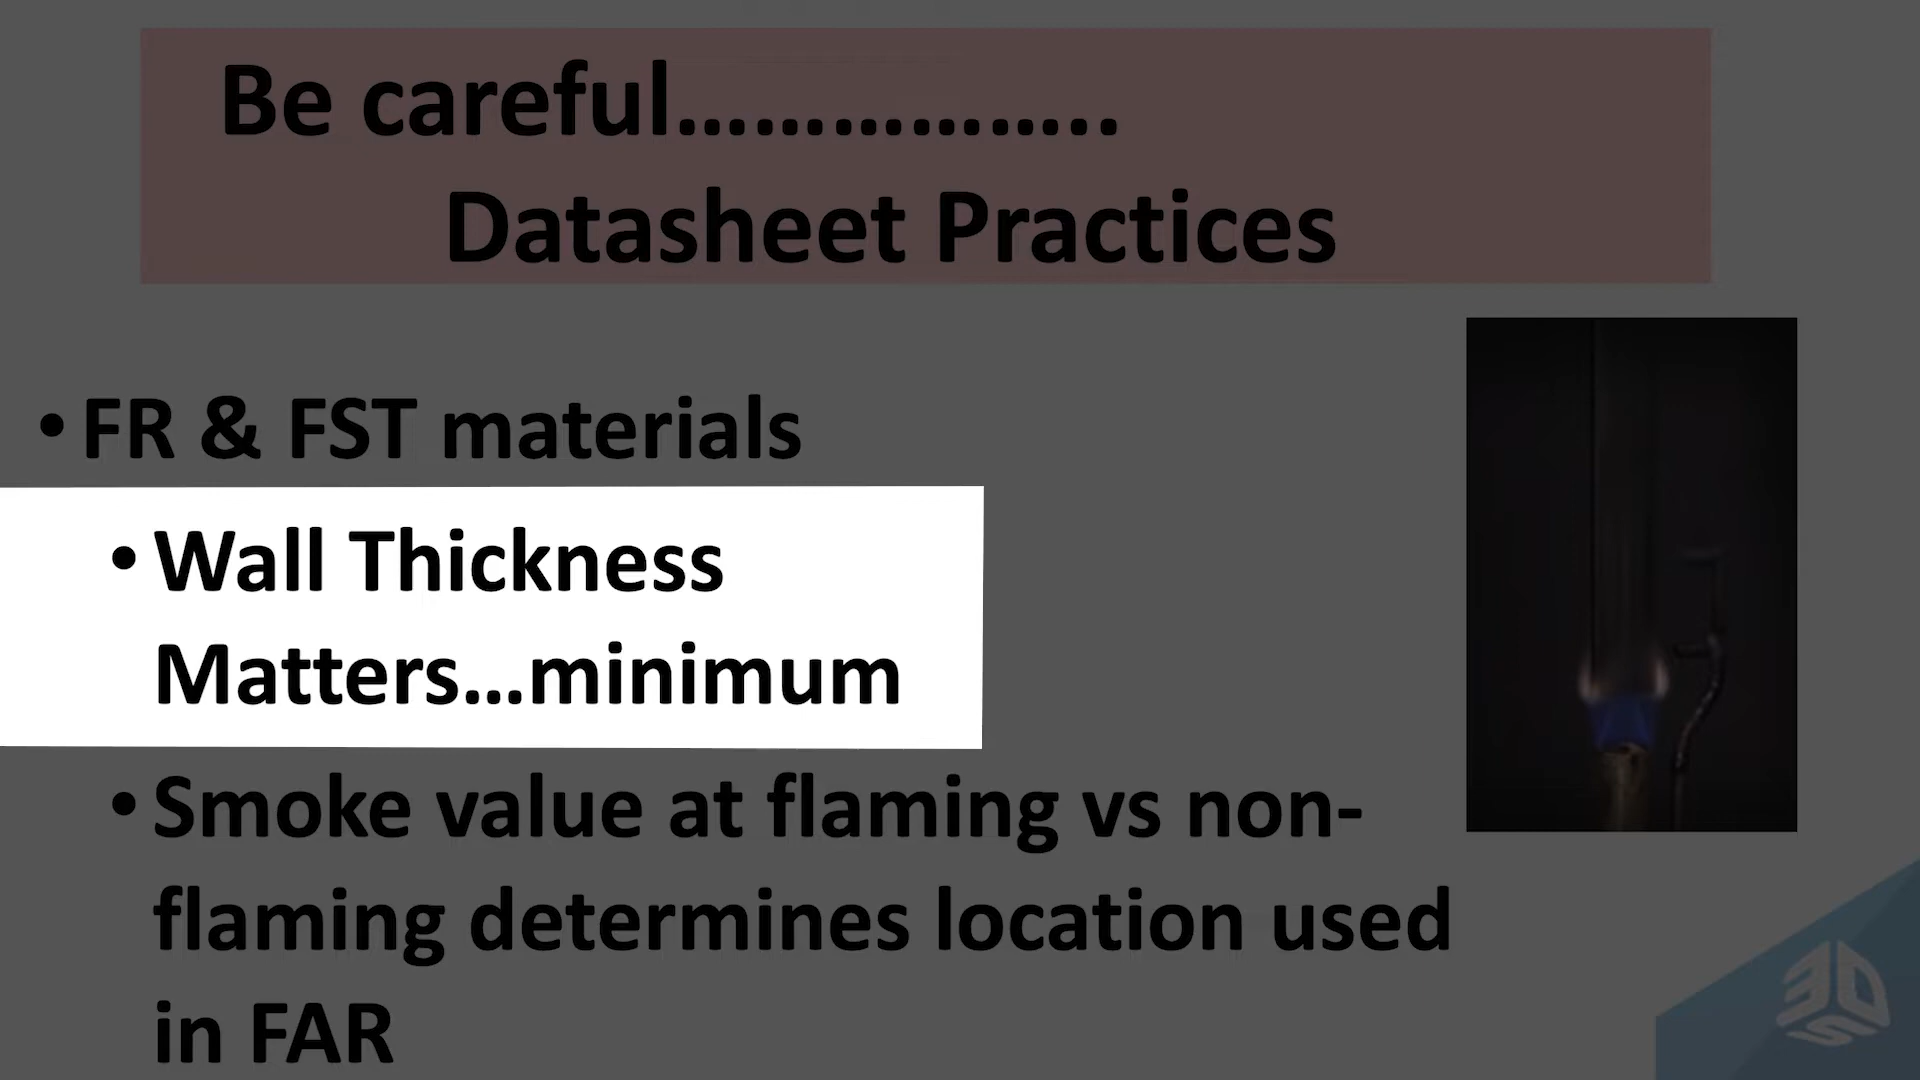 Be careful………………..
Datasheet Practices
• FR & FST materials
• Wall Thickness
Matters…minimum
• Smoke value at flaming vs non-
flaming determines location used
in FAR
3DS